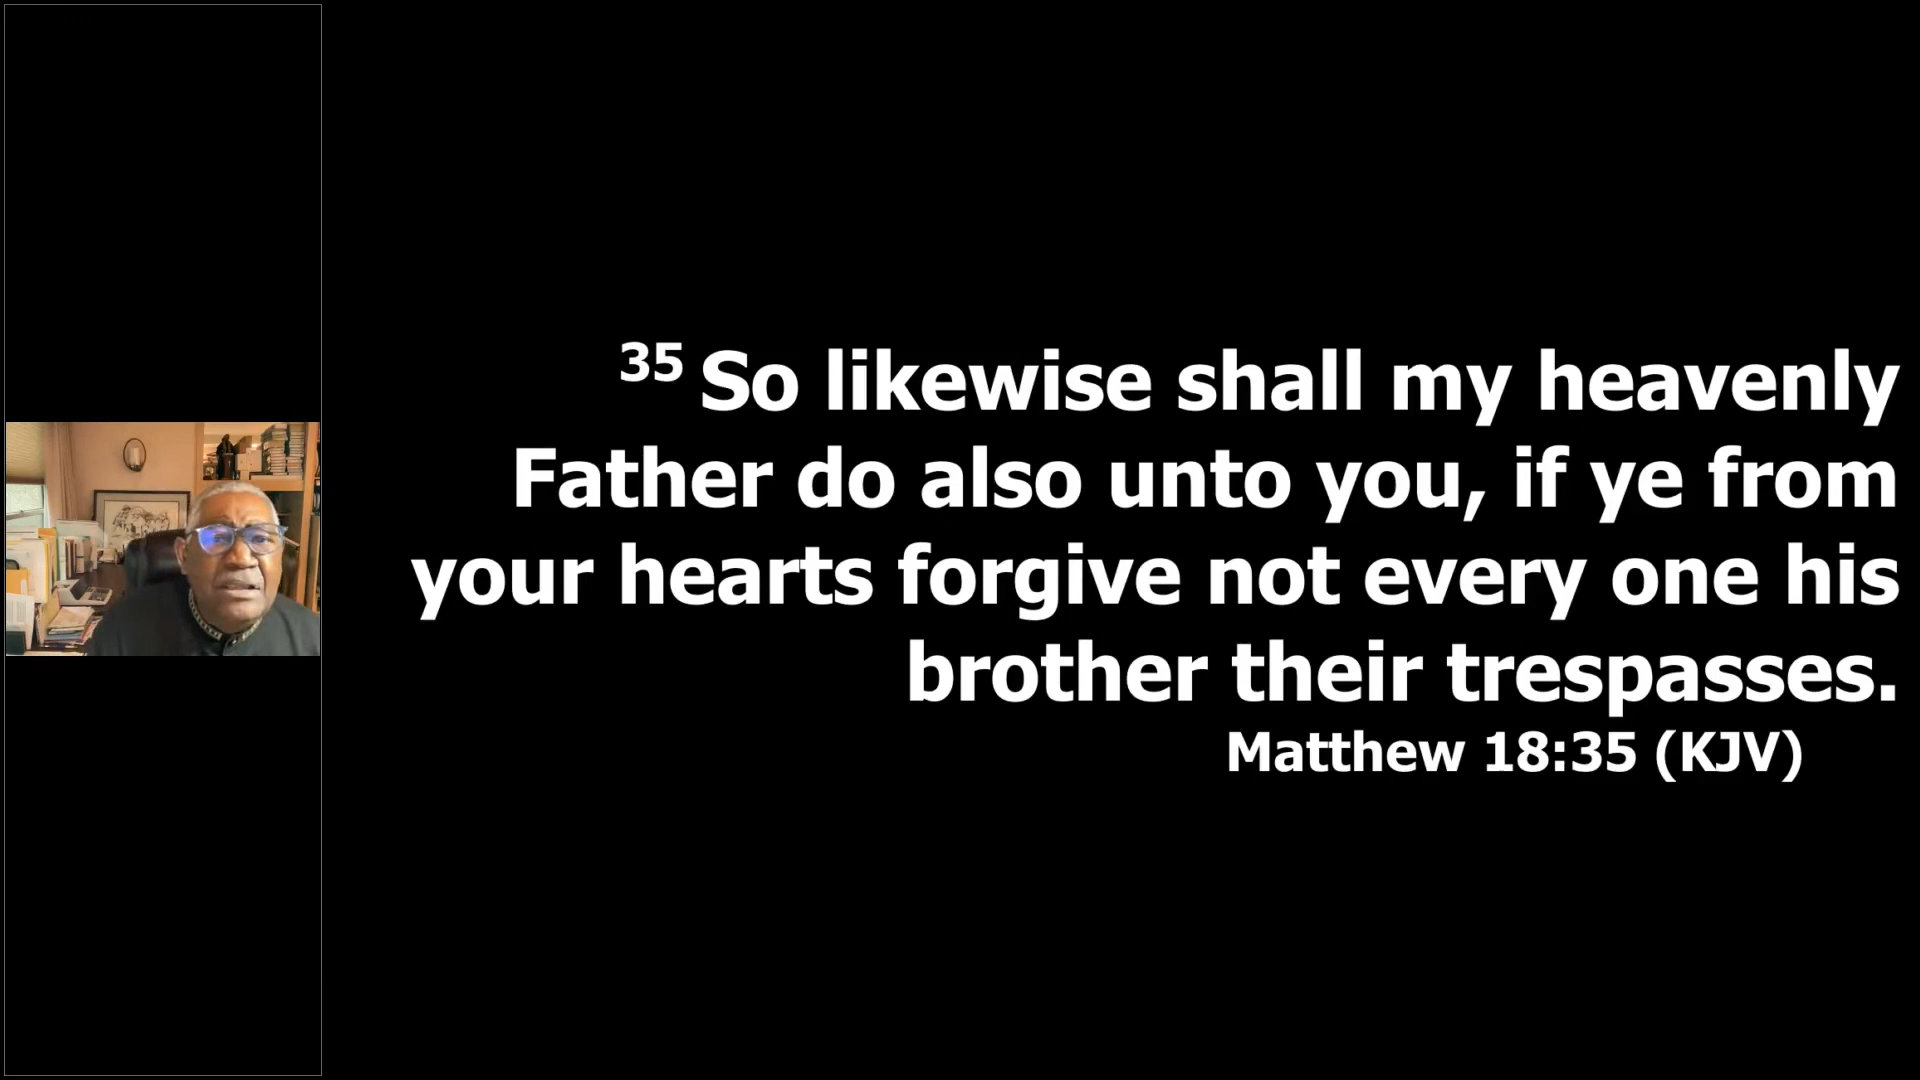 35 So likewise shall my heavenly
Father do also unto you, if ye from
your hearts forgive not every one his
brother their trespasses.
Matthew 18:35 (KJV)